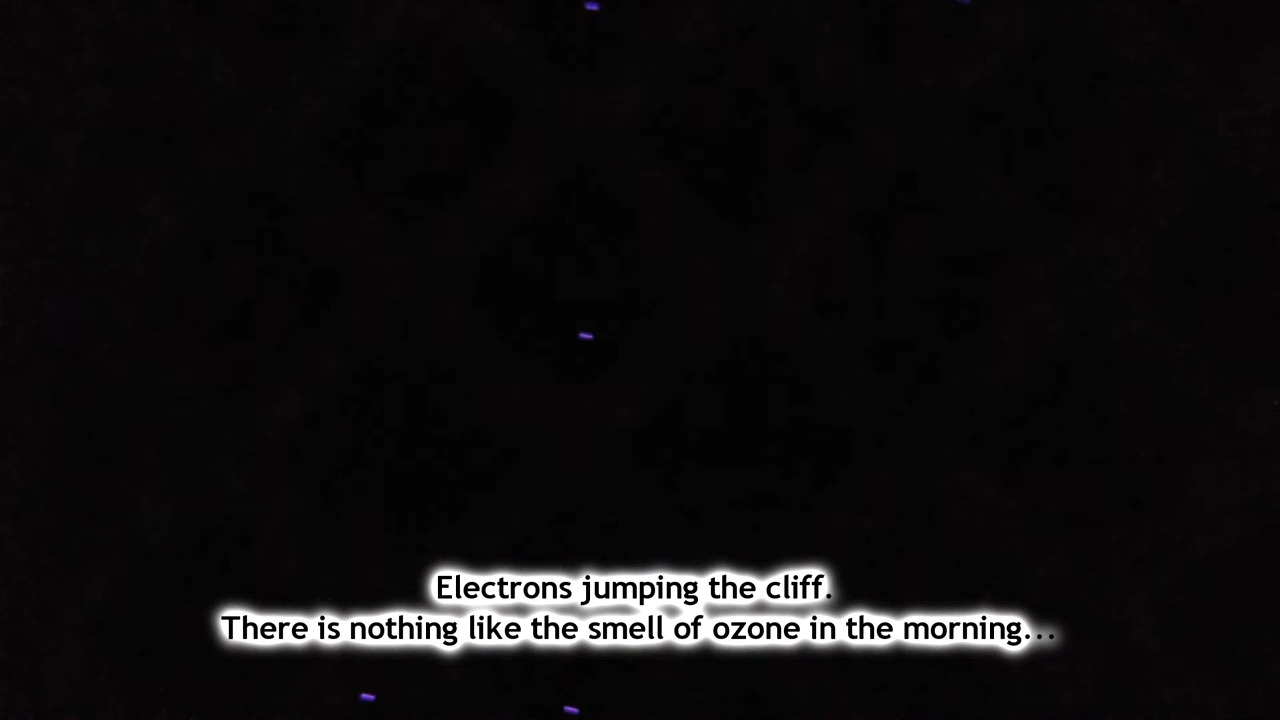 Electrons jumping the cliff.
There is nothing like the smell of ozone in the morning...